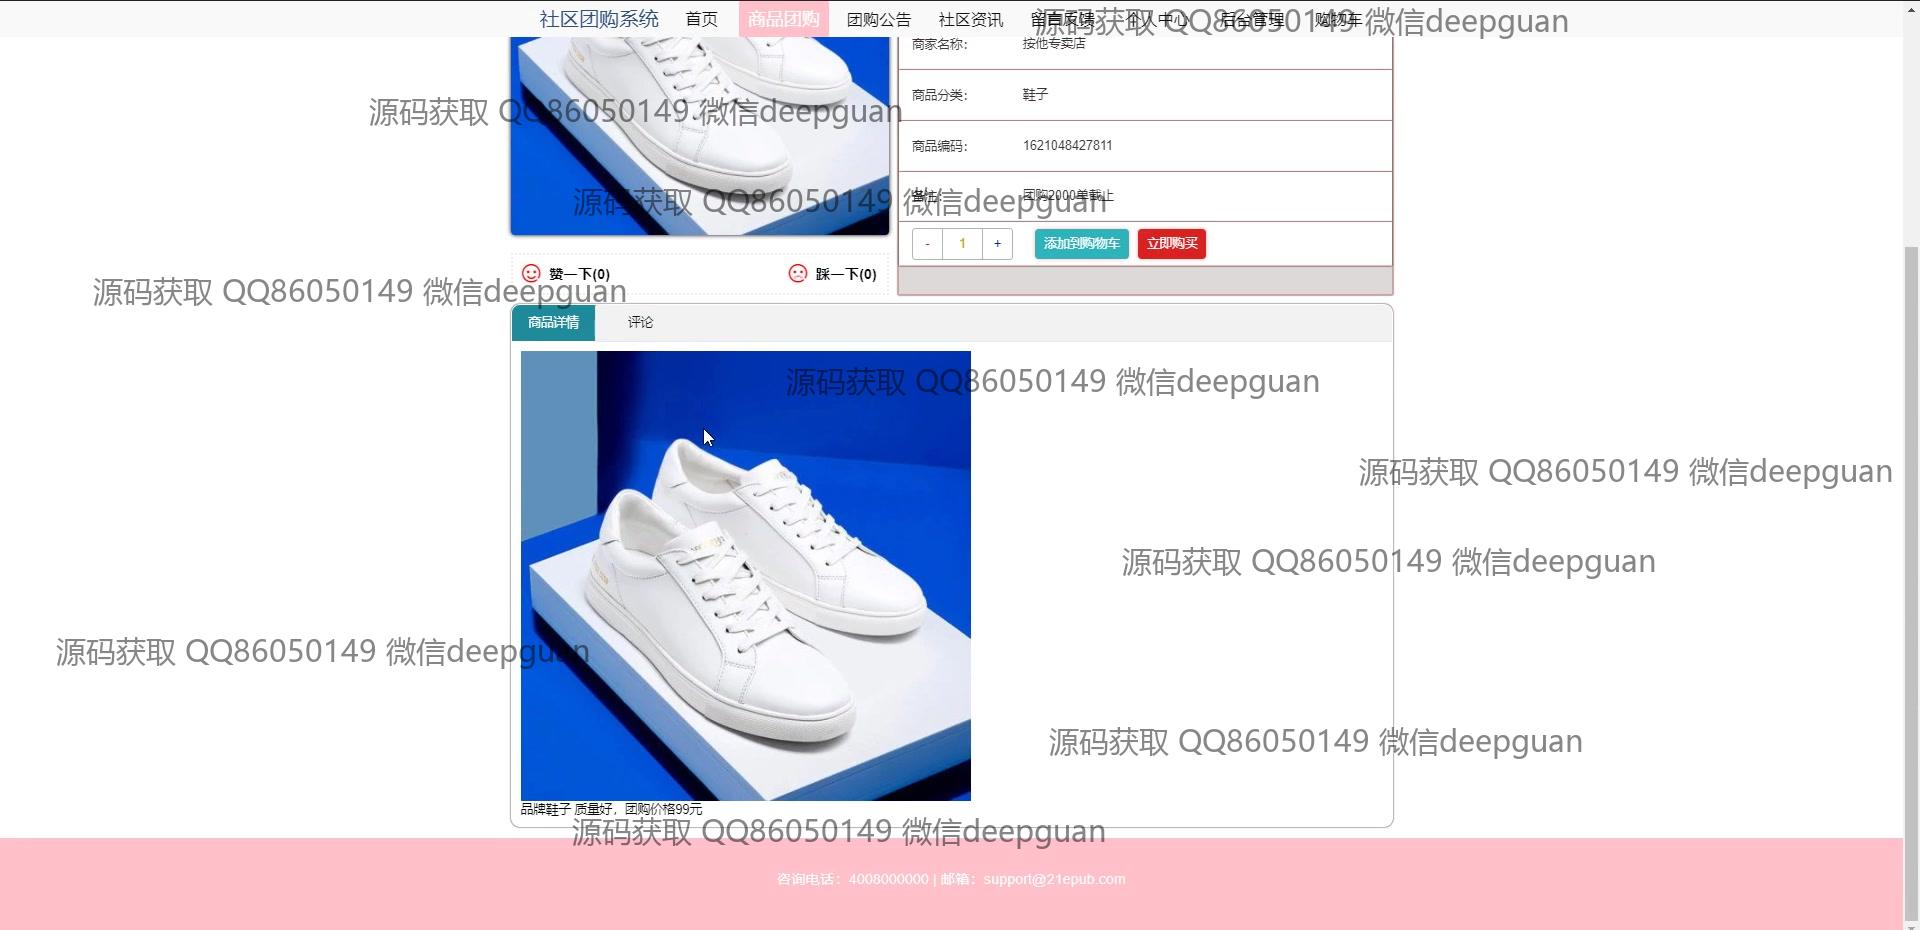 社区团购系统 首页 商品团购 团购公告 社区资讯 留言反馈 个人中心 后台管理 购物车
源码获取 QQ86050149 微信deepguan
商家名称： 按他专卖店
商品分类： 鞋子
源码获取 QQ86050149 微信deepguan
商品编码： 1621048427811
备注： 团购2000单截止
源码获取 QQ86050149 微信deepguan
- 1 + 添加到购物车 立即购买
赞一下(0) 踩一下(0)
源码获取 QQ86050149 微信deepguan
商品详情 评论
源码获取 QQ86050149 微信deepguan
源码获取 QQ86050149 微信deepguan
源码获取 QQ86050149 微信deepguan
源码获取 QQ86050149 微信deepguan
源码获取 QQ86050149 微信deepguan
品牌鞋子 质量好，团购价格99元
源码获取 QQ86050149 微信deepguan
咨询电话：4008000000 | 邮箱：support@21epub.com